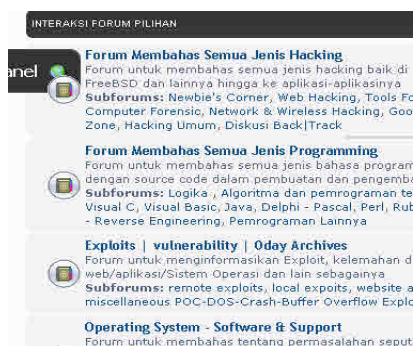 INTERAKSI FORUM PILIHAN
Forum Membahas Semua Jenis Hacking
anel
Forum untuk membahas semua jenis hacking baik di
FreeBSD dan lainnya hingga ke aplikasi-aplikasinya
Subforums: Newbie's Corner, Web Hacking, Tools Fo
Computer Forensic, Network & Wireless Hacking, Goo
Zone, Hacking Umum, Diskusi Back|Track
Forum Membahas Semua Jenis Programming
Forum untuk membahas semua jenis bahasa program
dengan source code dalam pembuatan dan pengemba
Subforums: Logika , Algoritma dan pemrograman te
Visual C, Visual Basic, Java, Delphi - Pascal, Perl, Rub
- Reverse Engineering, Pemrograman Lainnya
Exploits | vulnerability | 0day Archives
Forum untuk menginformasikan Exploit, kelemahan d
web/aplikasi/Sistem Operasi dan lain sebagainya
Subforums: remote exploits, local expoits, website a
miscellaneous POC-DOS-Crash-Buffer Overflow Explo
Operating System - Software & Support
Forum untuk membahas tentang permasalahan seput